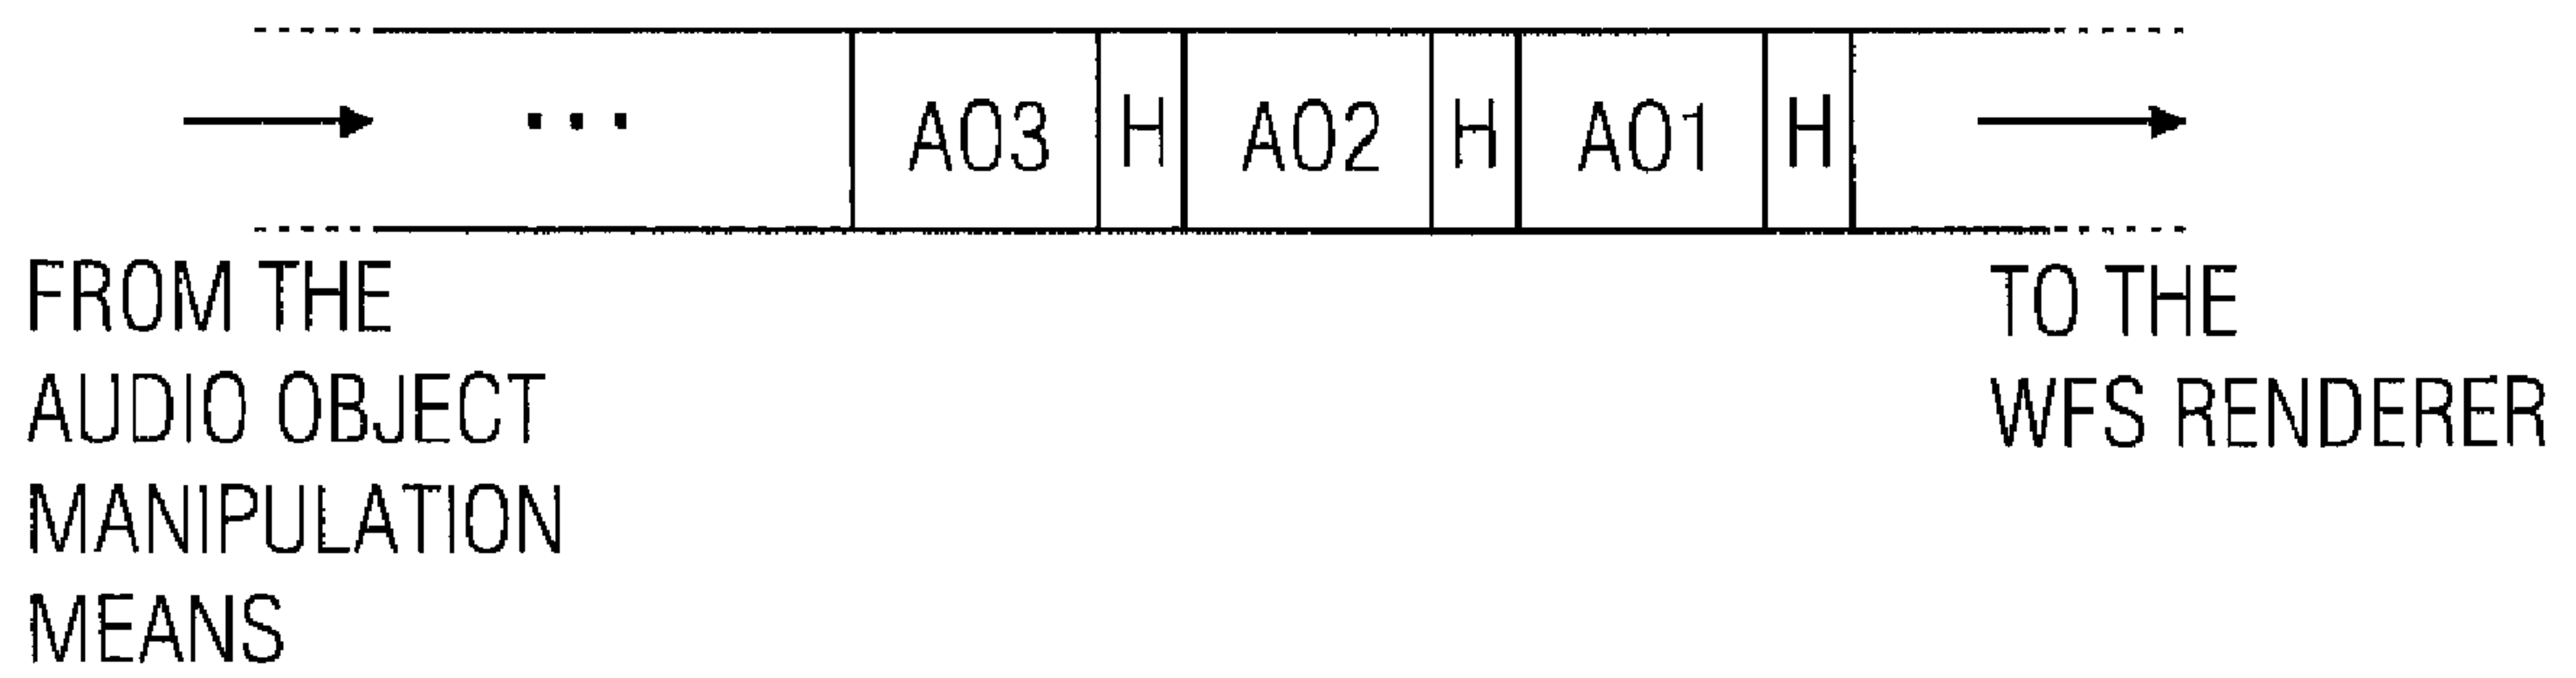 ... AO3 H AO2 H AO1 H
FROM THE
AUDIO OBJECT
MANIPULATION
MEANS
TO THE
WFS RENDERER